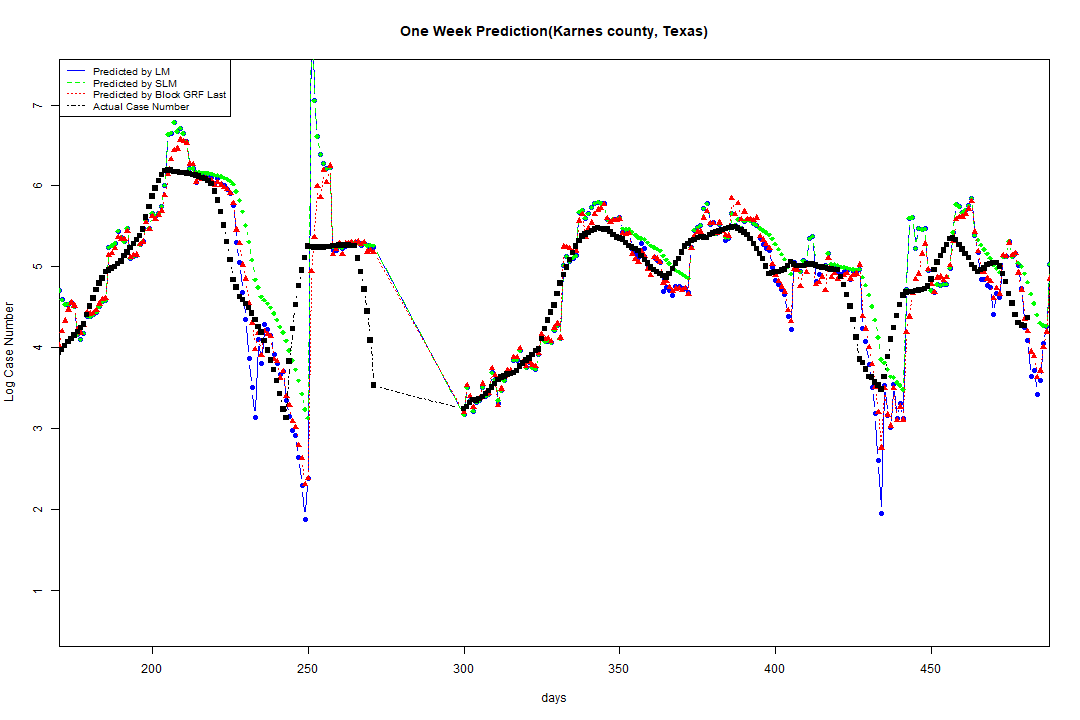 One Week Prediction(Karnes county, Texas)
Predicted by LM
Predicted by SLM
Predicted by Block GRF Last
Actual Case Number
Log Case Number
7
6
5
4
3
2
1
200 250 300 350 400 450
days